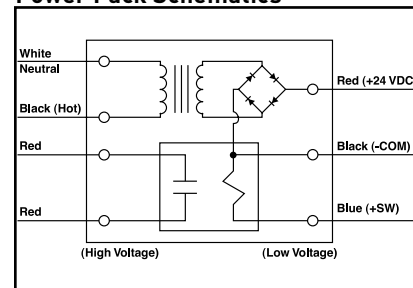 Power Pack Schematics
White
Neutral
Red (+24 VDC)
Black (Hot)
Red
Black (-COM)
Red
Blue (+SW)
(High Voltage)
(Low Voltage)